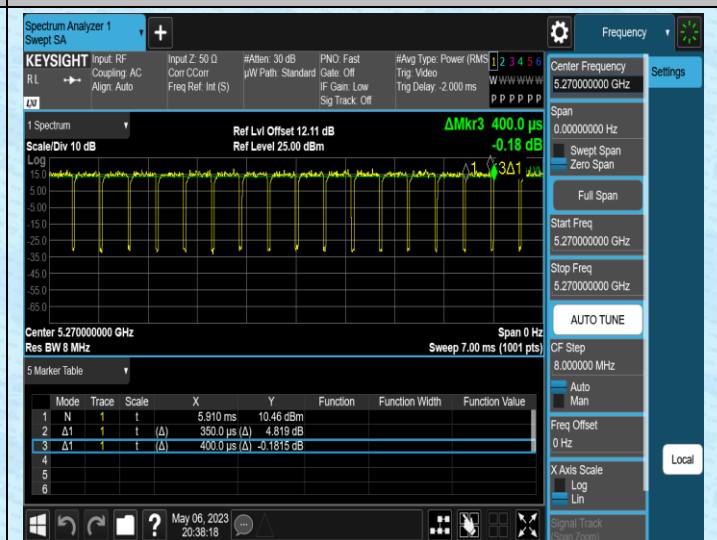 Spectrum Analyzer 1
Swept SA
+
Frequency
KEYSIGHT Input: RF Input Z: 50 Ω #Atten: 30 dB PNO: Fast #Avg Type: Power (RMS 1 2 3 4 5 6
RL Coupling: AC Corr CCorr µW Path: Standard Gate: Off Trig: Video W W W W W W
Align: Auto Freq Ref: Int (S) IF Gain: Low Trig Delay: -2.000 ms
Sig Track: Off P P P P P P
LXI
1 Spectrum
Scale/Div 10 dB
Ref Lvl Offset 12.11 dB
Ref Level 25.00 dBm
ΔMkr3 400.0 µs
-0.18 dB
Log
15.0
5.00
-5.00
-15.0
-25.0
-35.0
-45.0
-55.0
-65.0
1 3Δ1
Center 5.270000000 GHz Span 0 Hz
Res BW 8 MHz Sweep 7.00 ms (1001 pts)
5 Marker Table
Mode Trace Scale X Y Function Function Width Function Value
1 N 1 t 5.910 ms 10.46 dBm
2 Δ1 1 t (Δ) 350.0 µs (Δ) 4.819 dB
3 Δ1 1 t (Δ) 400.0 µs (Δ) -0.1815 dB
4
5
6
?
May 06, 2023
20:38:18
Center Frequency
5.270000000 GHz
Settings
Span
0.00000000 Hz
Swept Span
Zero Span
Full Span
Start Freq
5.270000000 GHz
Stop Freq
5.270000000 GHz
AUTO TUNE
CF Step
8.000000 MHz
Auto
Man
Freq Offset
0 Hz
X Axis Scale
Log
Lin
Local
Signal Track
(Span Zoom)